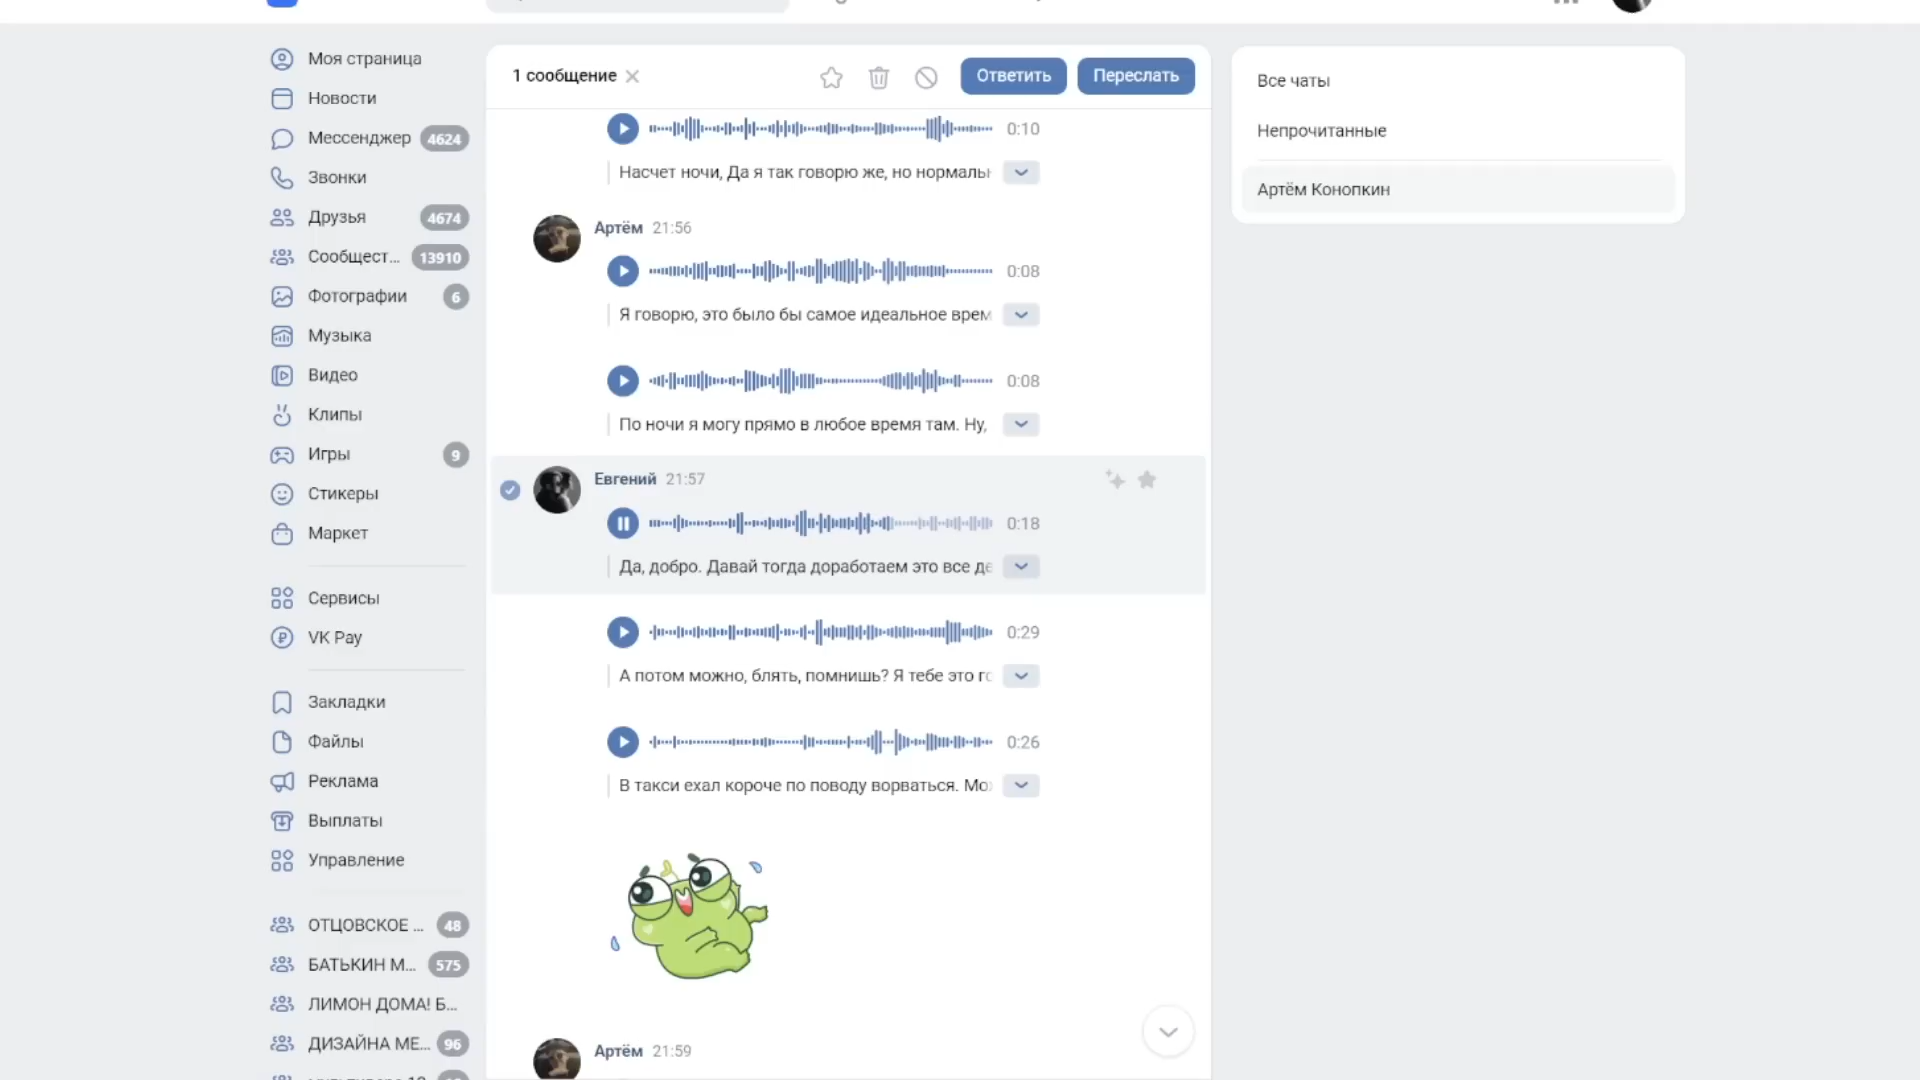 Моя страница
Новости
Мессенджер 4624
Звонки
Друзья 4674
Сообщест... 13910
Фотографии 6
Музыка
Видео
Клипы
Игры 9
Стикеры
Маркет
Сервисы
VK Pay
Закладки
Файлы
Реклама
Выплаты
Управление
ОТЦОВСКОЕ ... 48
БАТЬКИН М... 575
ЛИМОН ДОМА! Б...
ДИЗАЙНА МЕ... 96
1 сообщение
Ответить
Переслать
0:10
Насчет ночи, Да я так говорю же, но нормаль
Артём 21:56
0:08
Я говорю, это было бы самое идеальное врем
0:08
По ночи я могу прямо в любое время там. Ну,
Евгений 21:57
0:18
Да, добро. Давай тогда доработаем это все де
0:29
А потом можно, блять, помнишь? Я тебе это го
0:26
В такси ехал короче по поводу ворваться. Мо
Артём 21:59
Все чаты
Непрочитанные
Артём Конопкин